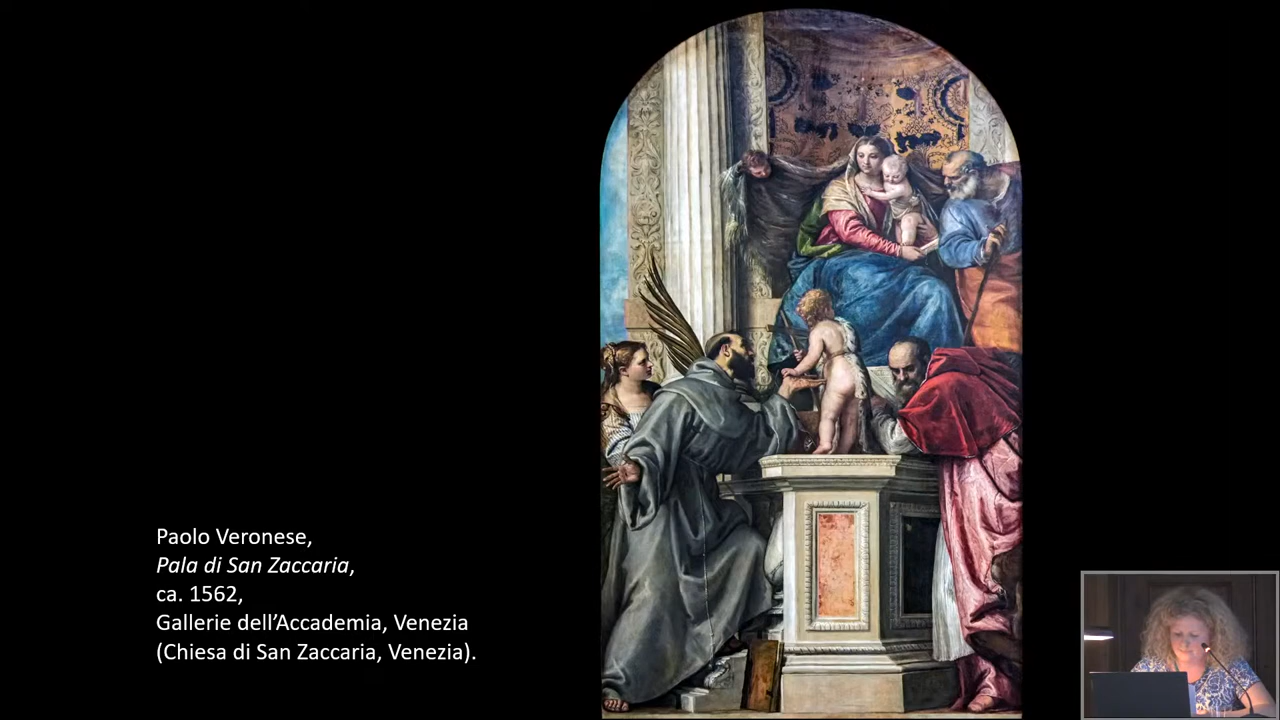 Paolo Veronese,
Pala di San Zaccaria,
ca. 1562,
Gallerie dell’Accademia, Venezia
(Chiesa di San Zaccaria, Venezia).